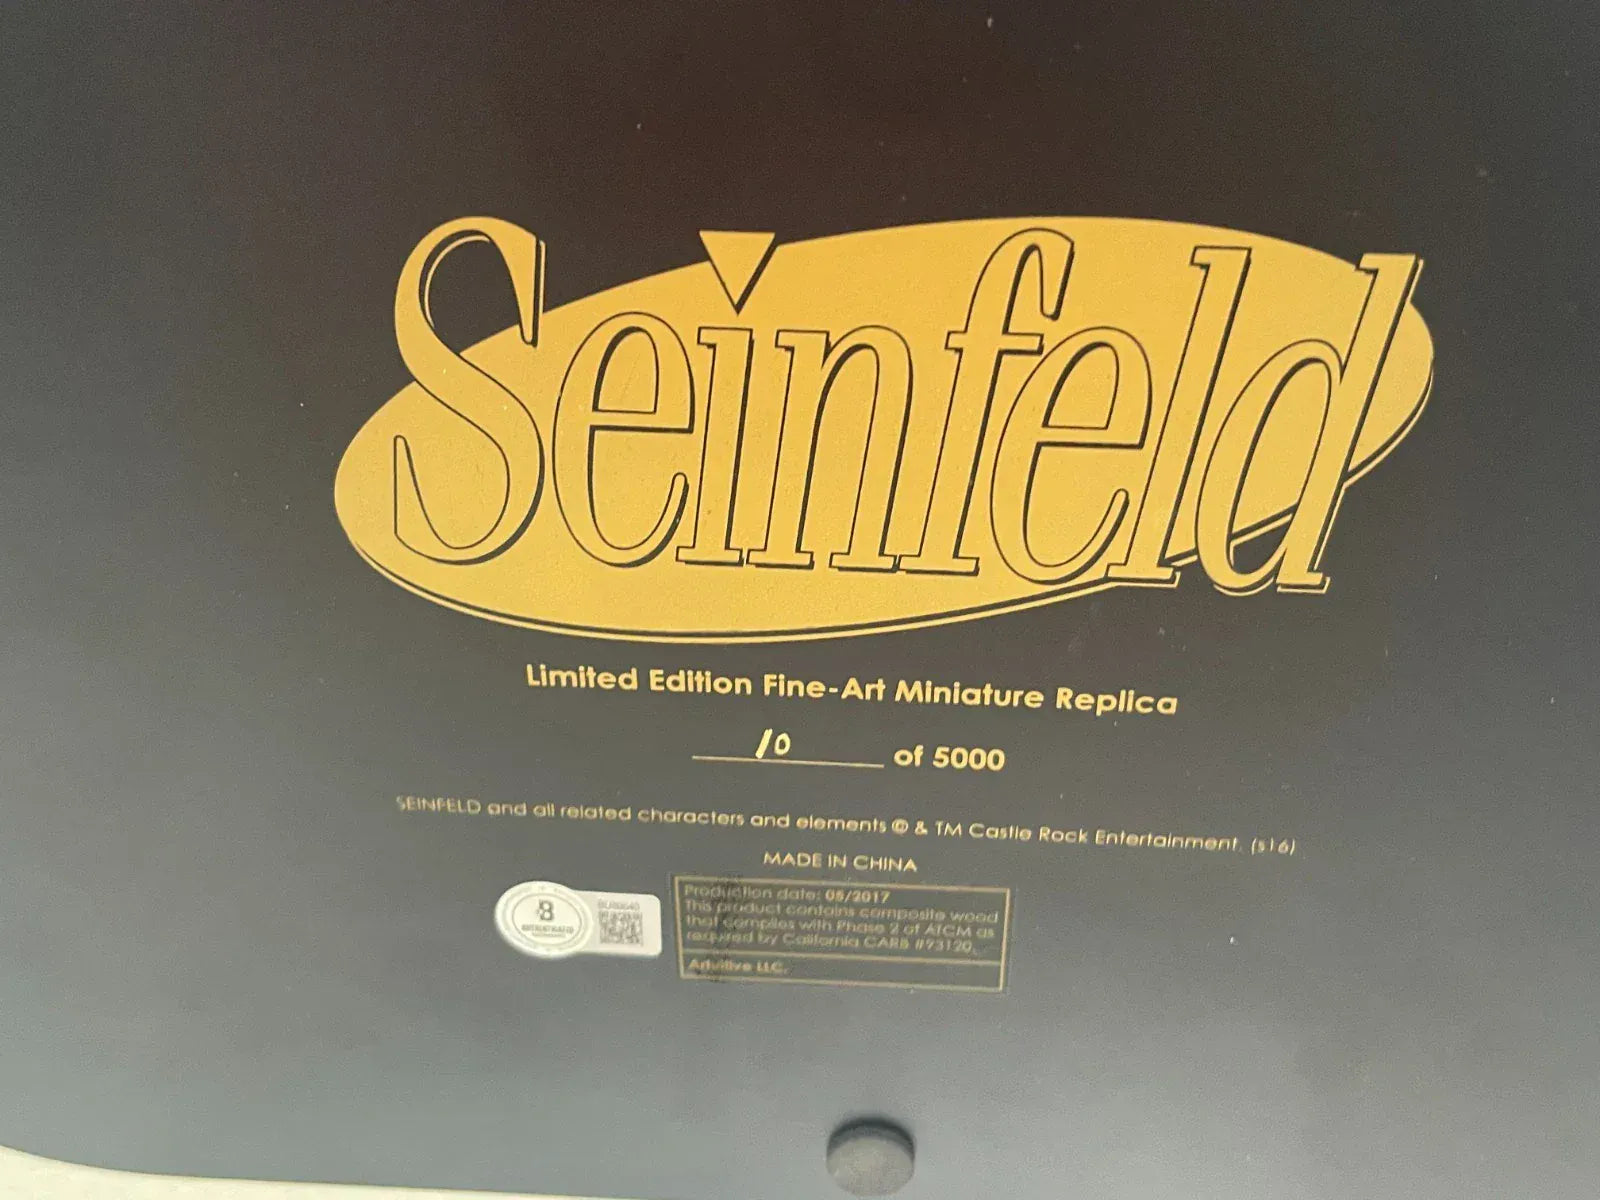 Seinfeld
Limited Edition Fine-Art Miniature Replica
10 of 5000
SEINFELD and all related characters and elements © & TM Castle Rock Entertainment. (s16)
MADE IN CHINA
B
AUTHENTICATED
Production date: 05/2017
This product contains composite wood
that complies with Phase 2 of ATCM as
required by California CARB #93120.
Artvitive LLC.